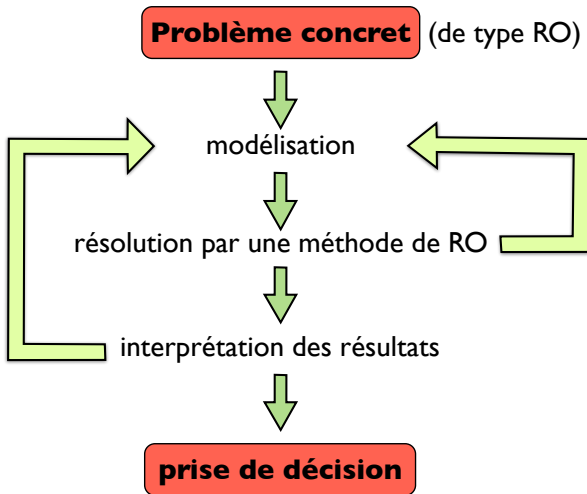 Problème concret (de type RO)
modélisation
résolution par une méthode de RO
interprétation des résultats
prise de décision